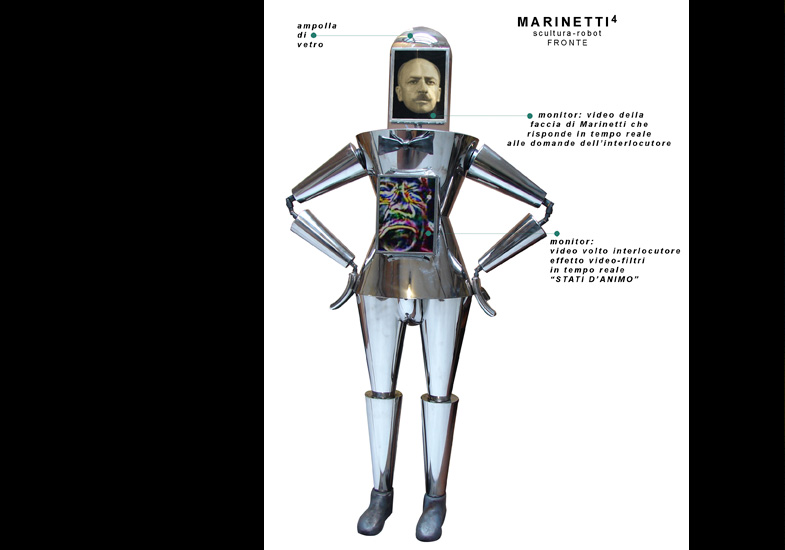 ampolla
di
vetro
MARINETTI⁴
scultura-robot
FRONTE
monitor: video della
faccia di Marinetti che
risponde in tempo reale
alle domande dell'interlocutore
monitor:
video volto interlocutore
effetto video-filtri
in tempo reale
"STATI D'ANIMO"